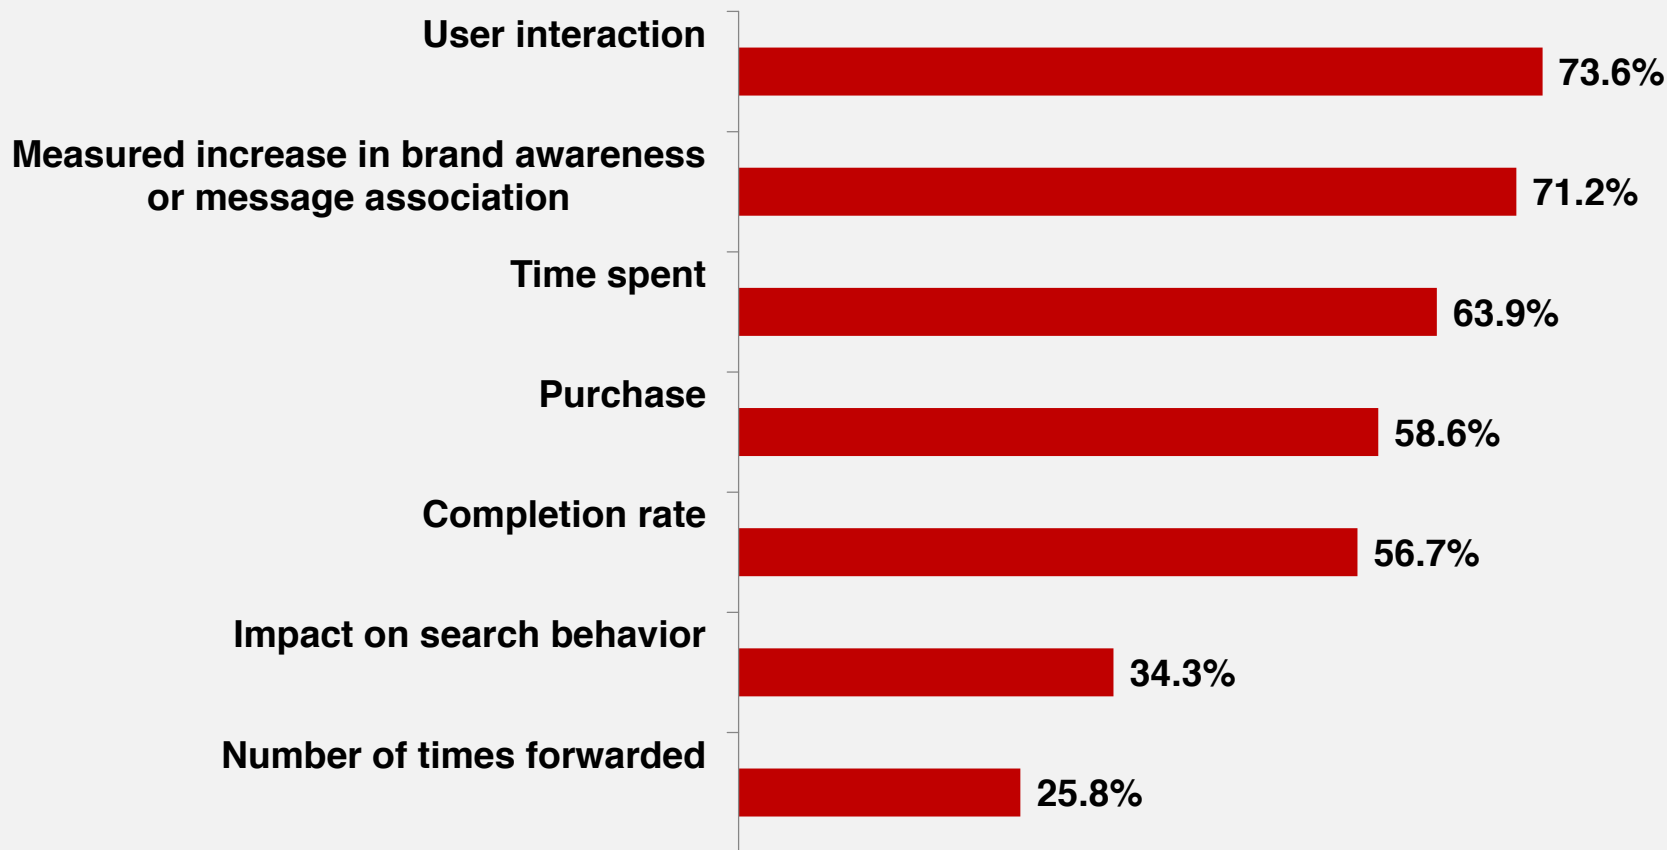 User interaction
73.6%
Measured increase in brand awareness
or message association
71.2%
Time spent
63.9%
Purchase
58.6%
Completion rate
56.7%
Impact on search behavior
34.3%
Number of times forwarded
25.8%